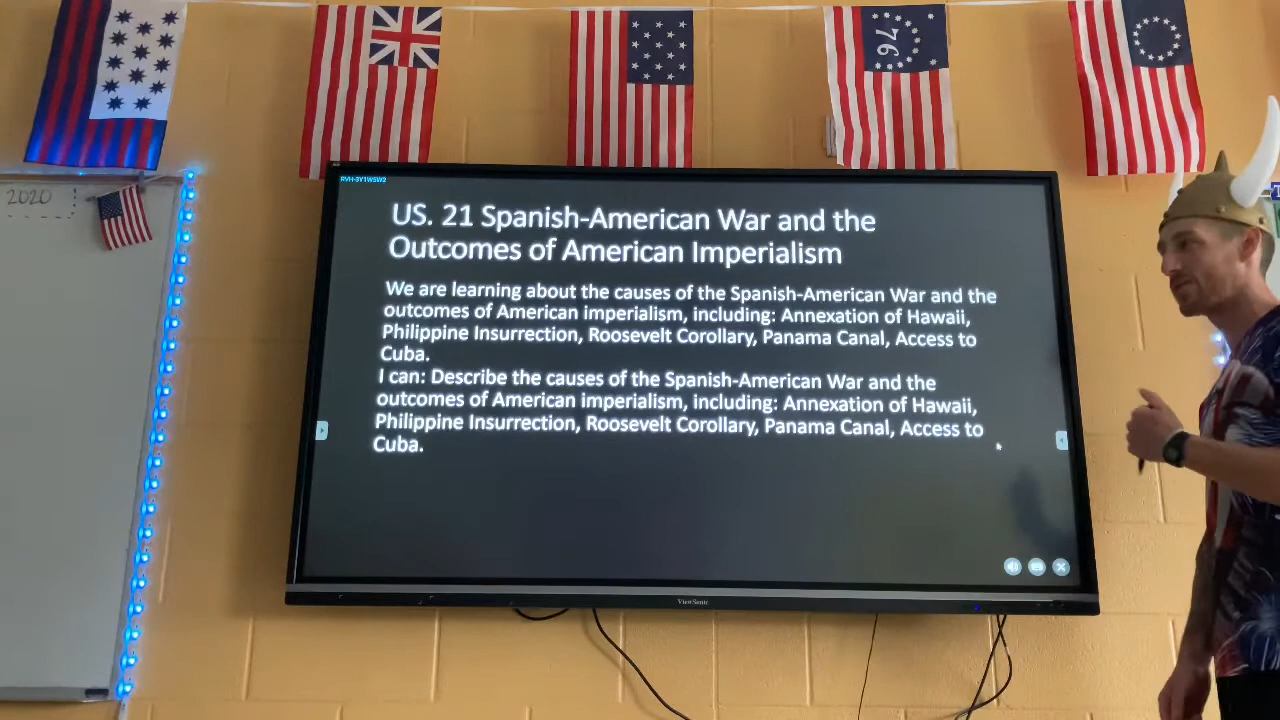 76
2020
RVH-3Y1W5W2
US. 21 Spanish-American War and the
Outcomes of American Imperialism
We are learning about the causes of the Spanish-American War and the
outcomes of American imperialism, including: Annexation of Hawaii,
Philippine Insurrection, Roosevelt Corollary, Panama Canal, Access to
Cuba.
I can: Describe the causes of the Spanish-American War and the
outcomes of American imperialism, including: Annexation of Hawaii,
Philippine Insurrection, Roosevelt Corollary, Panama Canal, Access to
Cuba.
ViewSonic